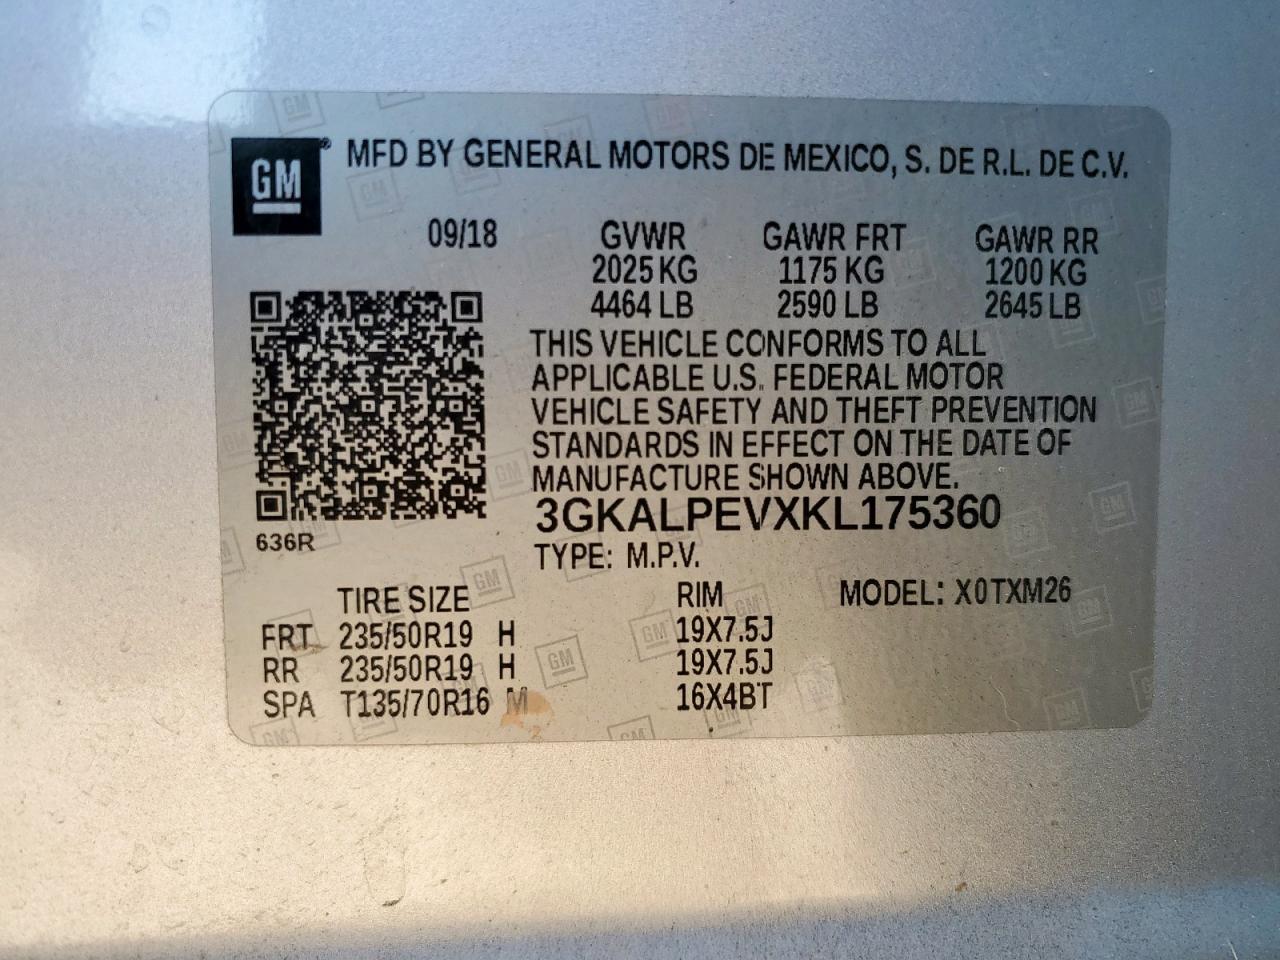 GM® MFD BY GENERAL MOTORS DE MEXICO, S. DE R.L. DE C.V.
09/18 GVWR GAWR FRT GAWR RR
2025 KG 1175 KG 1200 KG
4464 LB 2590 LB 2645 LB
THIS VEHICLE CONFORMS TO ALL
APPLICABLE U.S. FEDERAL MOTOR
VEHICLE SAFETY AND THEFT PREVENTION
STANDARDS IN EFFECT ON THE DATE OF
MANUFACTURE SHOWN ABOVE.
3GKALPEVXKL175360
636R
TYPE: M.P.V.
TIRE SIZE RIM MODEL: X0TXM26
FRT 235/50R19 H 19X7.5J
RR 235/50R19 H 19X7.5J
SPA T135/70R16 M 16X4BT